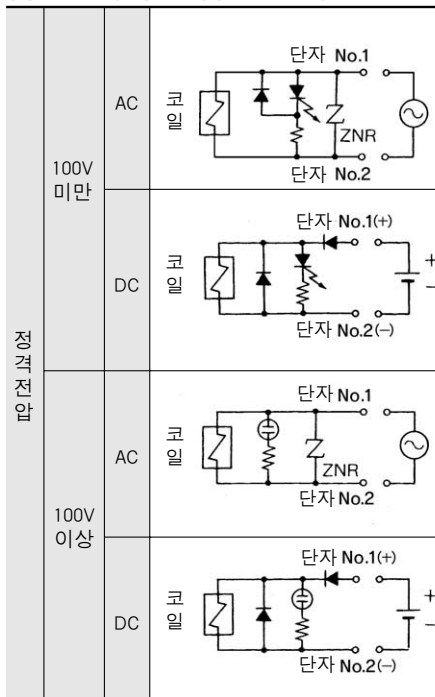 정격전압
100V
미만
AC
코일
단자 No.1
ZNR
단자 No.2
DC
코일
단자 No.1(+)
+
−
단자 No.2(−)
100V
이상
AC
코일
단자 No.1
ZNR
단자 No.2
DC
코일
단자 No.1(+)
+
−
단자 No.2(−)